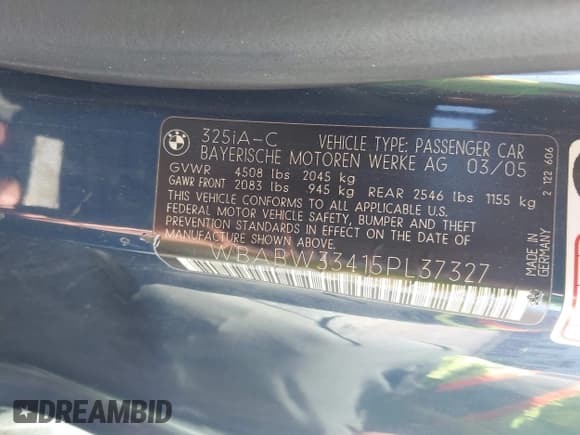 BMW
325iA-C VEHICLE TYPE: PASSENGER CAR
BAYERISCHE MOTOREN WERKE AG 03/05
GVWR 4508 lbs 2045 kg
GAWR FRONT 2083 lbs 945 kg REAR 2546 lbs 1155 kg
THIS VEHICLE CONFORMS TO ALL APPLICABLE U.S.
FEDERAL MOTOR VEHICLE SAFETY, BUMPER AND THEFT
PREVENTION STANDARDS IN EFFECT ON THE DATE OF
MANUFACTURE SHOWN ABOVE.
WBABW33415PL37327
MADE IN
GERMANY
2 122 606
DREAMBID